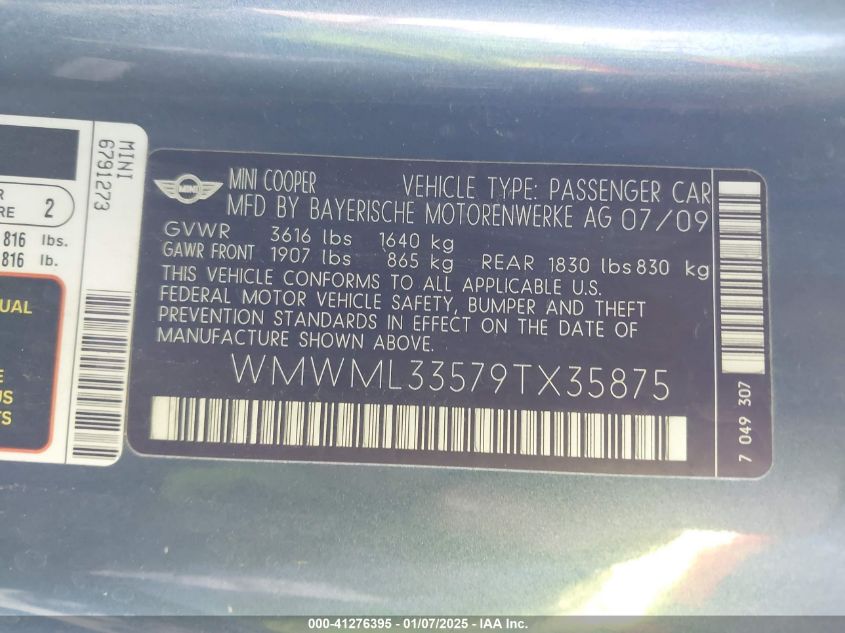 MINI
6791273
R
RE 2
816 lbs.
816 lb.
UAL
E
US
TS
MINI
MINI COOPER VEHICLE TYPE: PASSENGER CAR
MFD BY BAYERISCHE MOTORENWERKE AG 07/09
GVWR 3616 lbs 1640 kg
GAWR FRONT 1907 lbs 865 kg REAR 1830 lbs 830 kg
THIS VEHICLE CONFORMS TO ALL APPLICABLE U.S.
FEDERAL MOTOR VEHICLE SAFETY, BUMPER AND THEFT
PREVENTION STANDARDS IN EFFECT ON THE DATE OF
MANUFACTURE SHOWN ABOVE.
WMWML33579TX35875
7 049 307
000-41276395 - 01/07/2025 - IAA Inc.